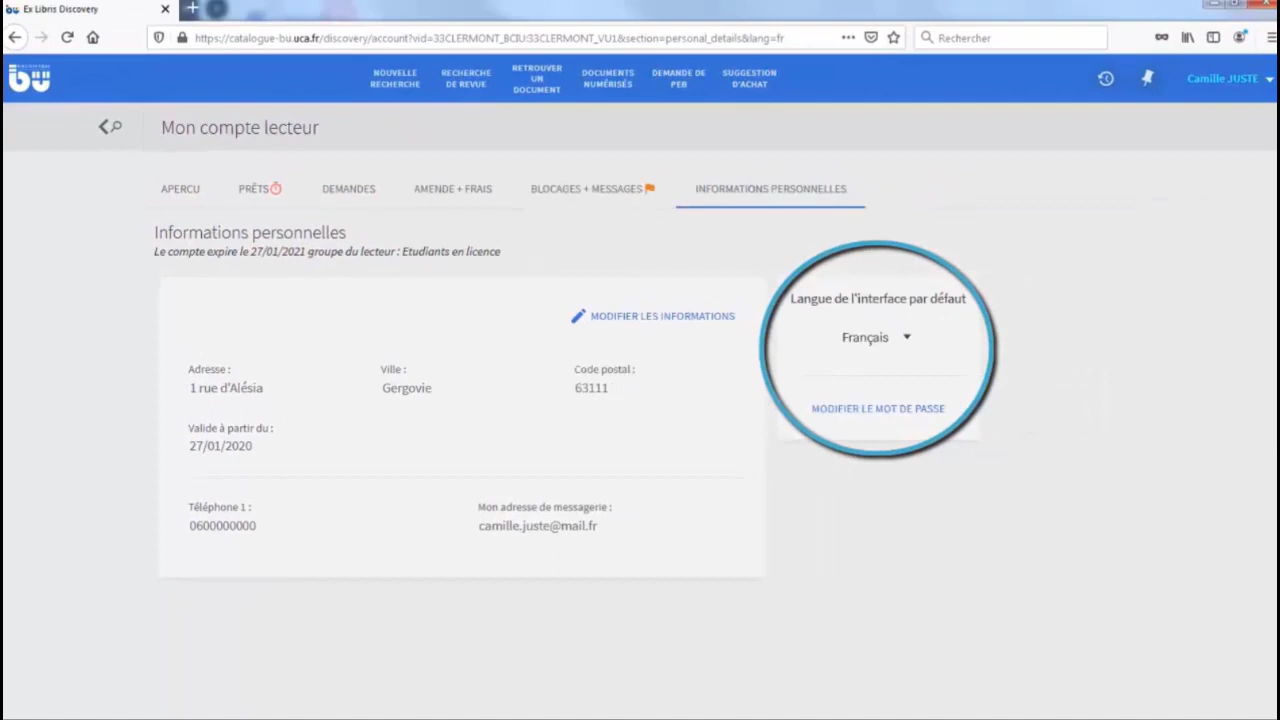 Ex Libris Discovery
https://catalogue-bu.uca.fr/discovery/account?vid=33CLERMONT_BCIU:33CLERMONT_VU1&section=personal_details&lang=fr
Rechercher
bu
NOUVELLE RECHERCHE
RECHERCHE DE REVUE
RETROUVER UN DOCUMENT
DOCUMENTS NUMÉRISÉS
DEMANDE DE PEB
SUGGESTION D'ACHAT
Camille JUSTE
Mon compte lecteur
APERCU
PRÊTS
DEMANDES
AMENDE + FRAIS
BLOCAGES + MESSAGES
INFORMATIONS PERSONNELLES
Informations personnelles
Le compte expire le 27/01/2021 groupe du lecteur : Etudiants en licence
MODIFIER LES INFORMATIONS
Adresse :
1 rue d'Alésia
Ville :
Gergovie
Code postal :
63111
Valide à partir du :
27/01/2020
Téléphone 1 :
0600000000
Mon adresse de messagerie :
camille.juste@mail.fr
Langue de l'interface par défaut
Français
MODIFIER LE MOT DE PASSE